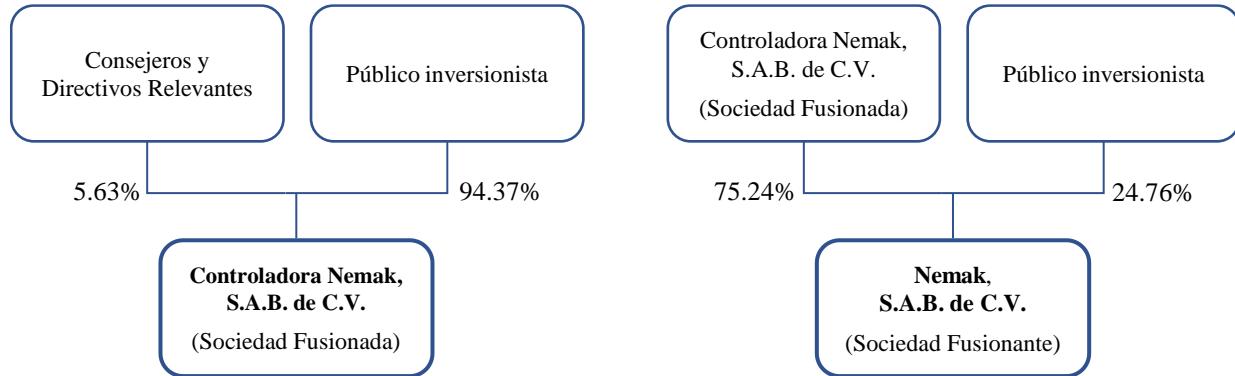 Consejeros y
Directivos Relevantes
Público inversionista
5.63%
94.37%
Controladora Nemak,
S.A.B. de C.V.
(Sociedad Fusionada)
Controladora Nemak,
S.A.B. de C.V.
(Sociedad Fusionada)
Público inversionista
75.24%
24.76%
Nemak,
S.A.B. de C.V.
(Sociedad Fusionante)